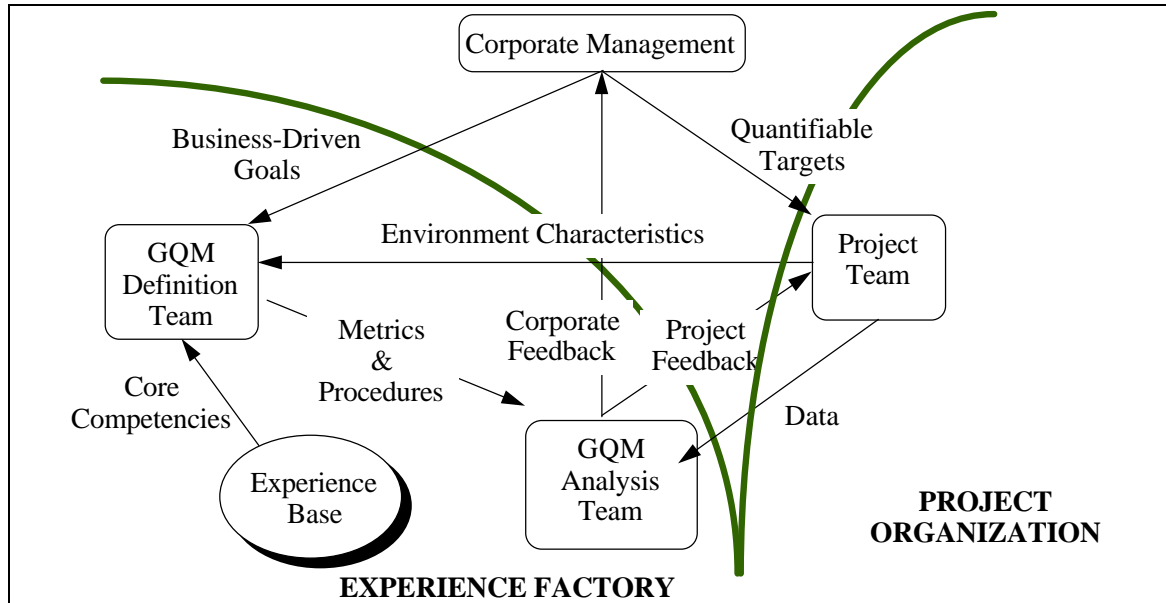 Corporate Management
Business-Driven
Goals
Quantifiable
Targets
Environment Characteristics
GQM
Definition
Team
Project
Team
Metrics
&
Procedures
Corporate
Feedback
Project
Feedback
Core
Competencies
Data
Experience
Base
GQM
Analysis
Team
PROJECT
ORGANIZATION
EXPERIENCE FACTORY